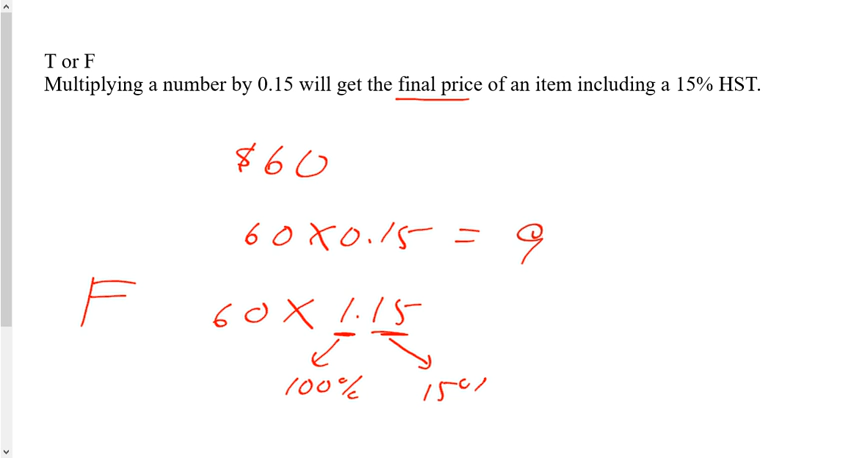 T or F
Multiplying a number by 0.15 will get the final price of an item including a 15% HST.
$60
60 X 0.15 = 9
F
60 X 1.15
100% 15%